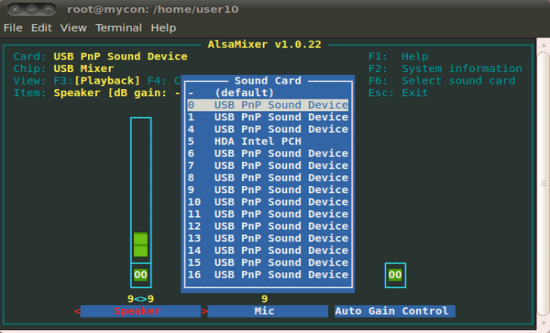 root@mycon: /home/user10
File Edit View Terminal Help
AlsaMixer v1.0.22
Card: USB PnP Sound Device
Chip: USB Mixer
View: F3:[Playback] F4: C
Item: Speaker [dB gain: -
F1: Help
F2: System information
F6: Select sound card
Esc: Exit
Sound Card
- (default)
0 USB PnP Sound Device
1 USB PnP Sound Device
4 USB PnP Sound Device
5 HDA Intel PCH
6 USB PnP Sound Device
7 USB PnP Sound Device
8 USB PnP Sound Device
9 USB PnP Sound Device
10 USB PnP Sound Device
11 USB PnP Sound Device
12 USB PnP Sound Device
13 USB PnP Sound Device
14 USB PnP Sound Device
15 USB PnP Sound Device
16 USB PnP Sound Device
OO OO
9<>9 9
< Speaker > Mic Auto Gain Control